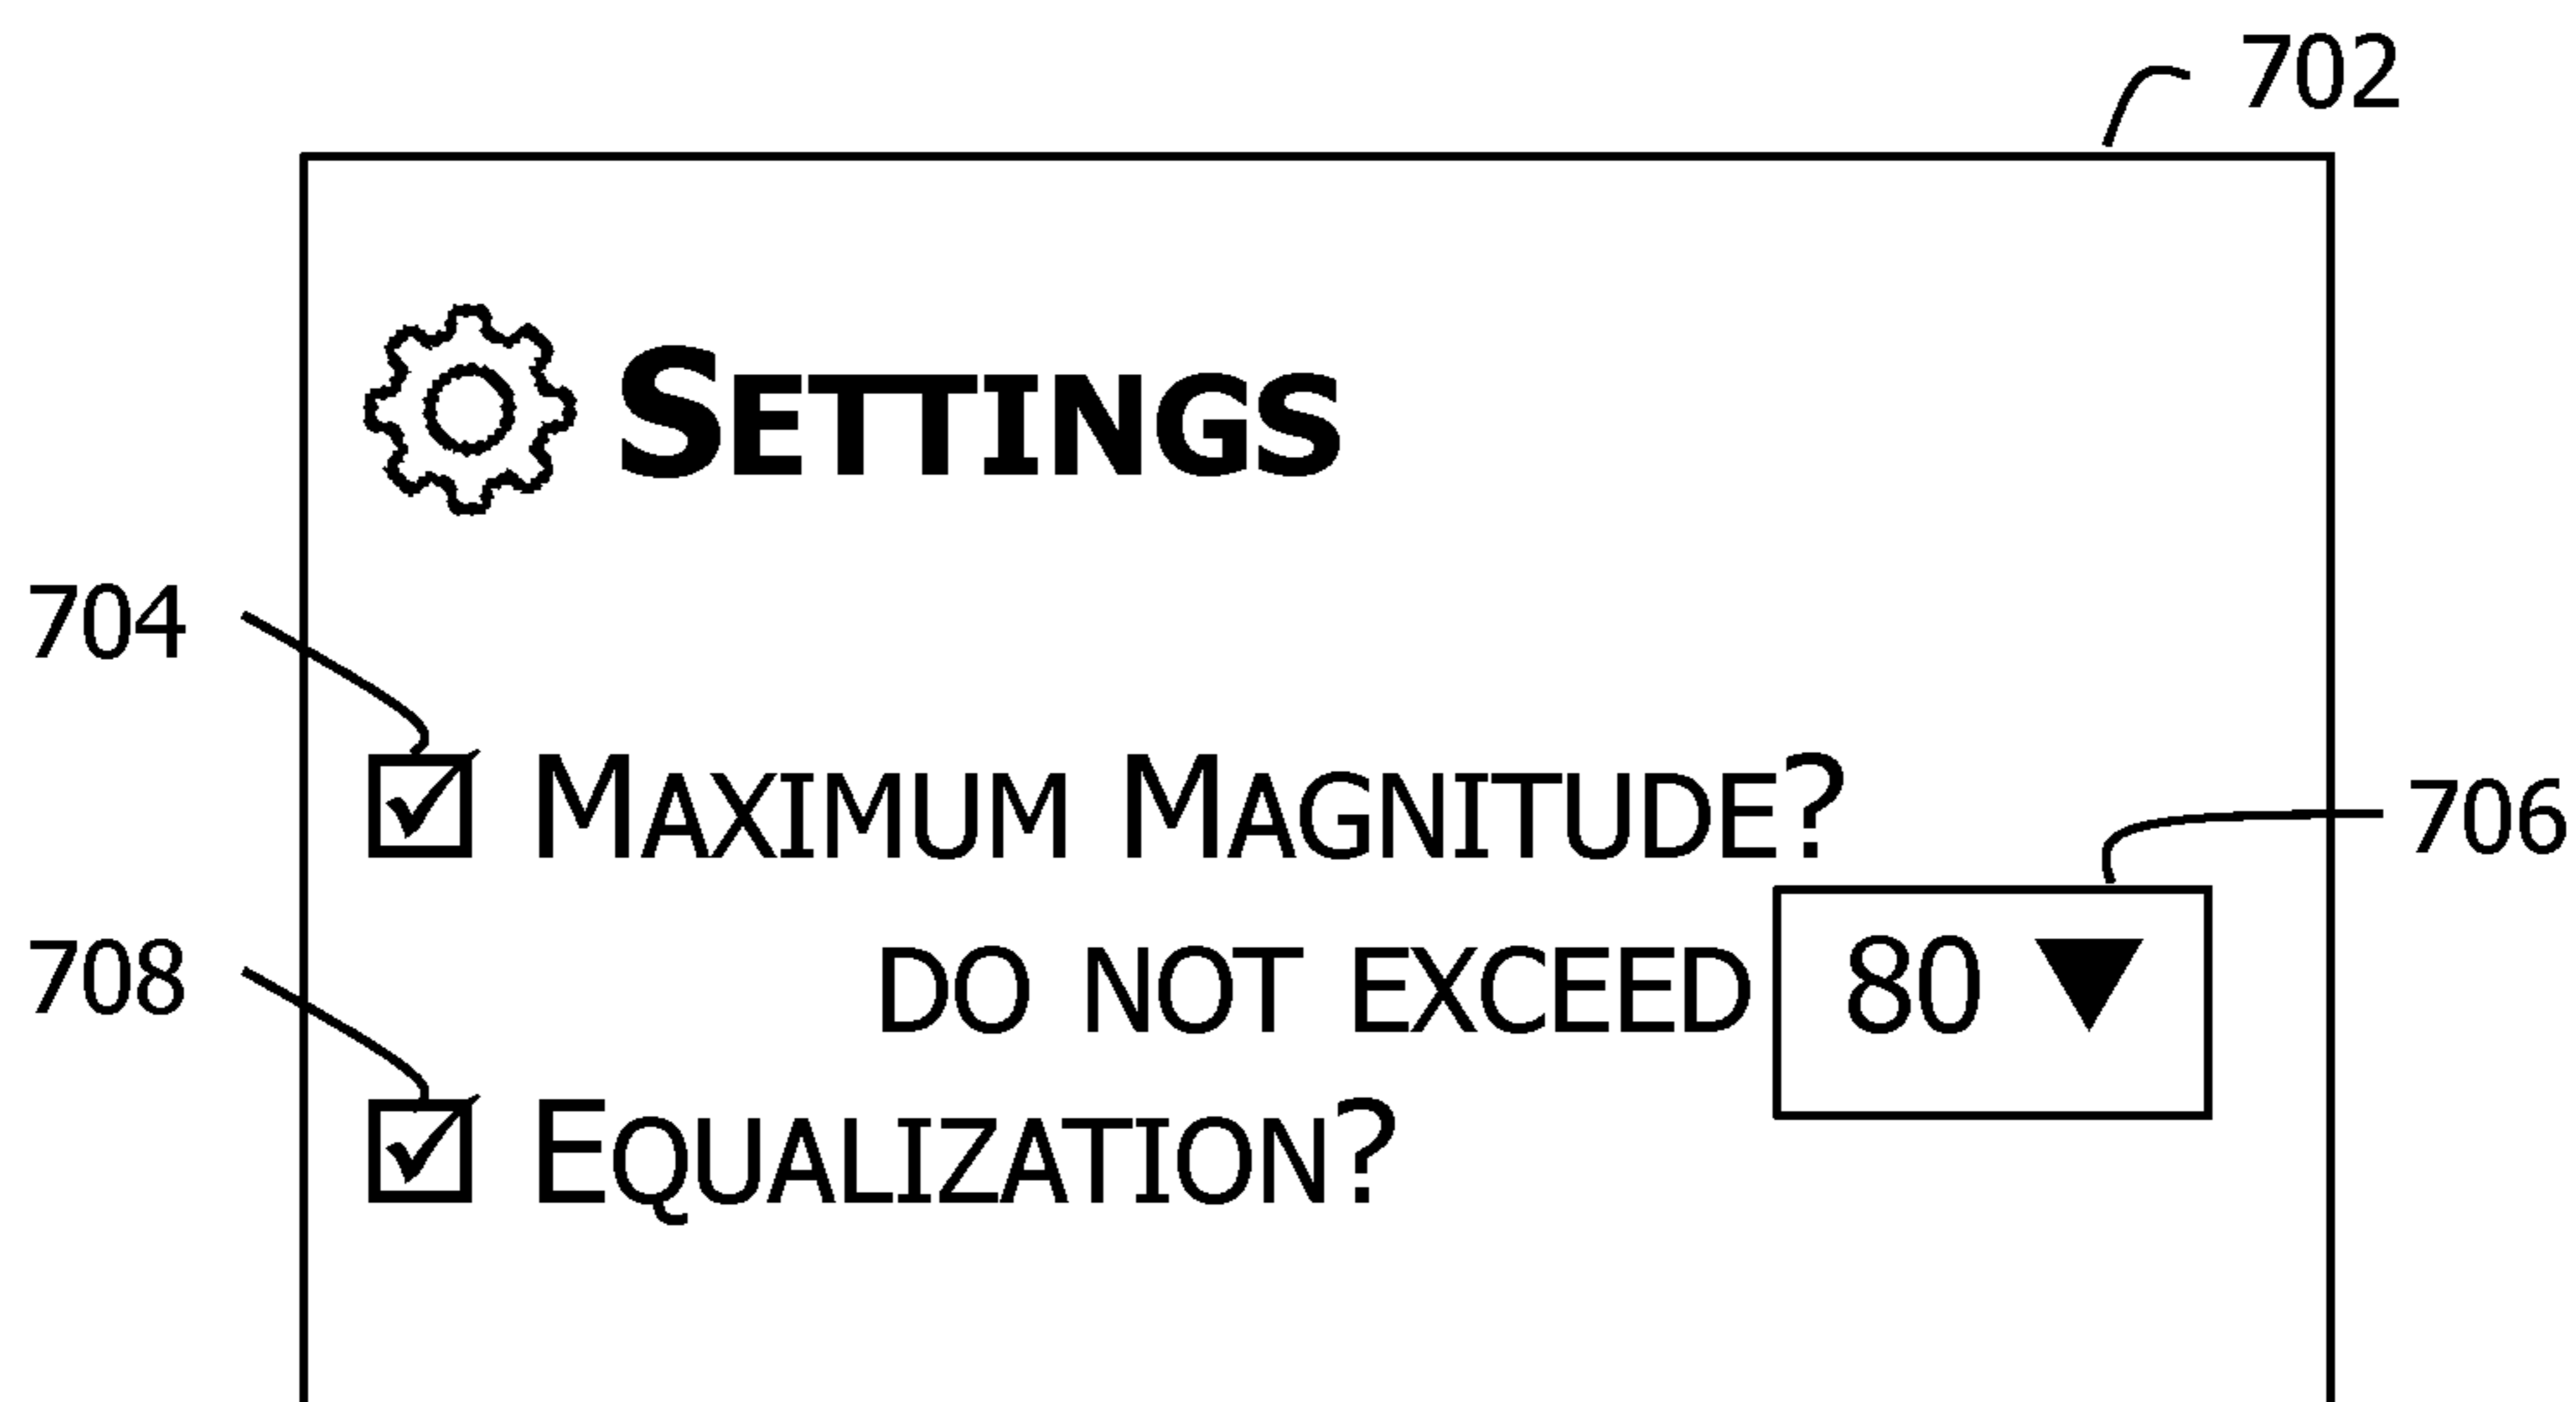 702
SETTINGS
704
MAXIMUM MAGNITUDE?
706
DO NOT EXCEED 80
708
EQUALIZATION?